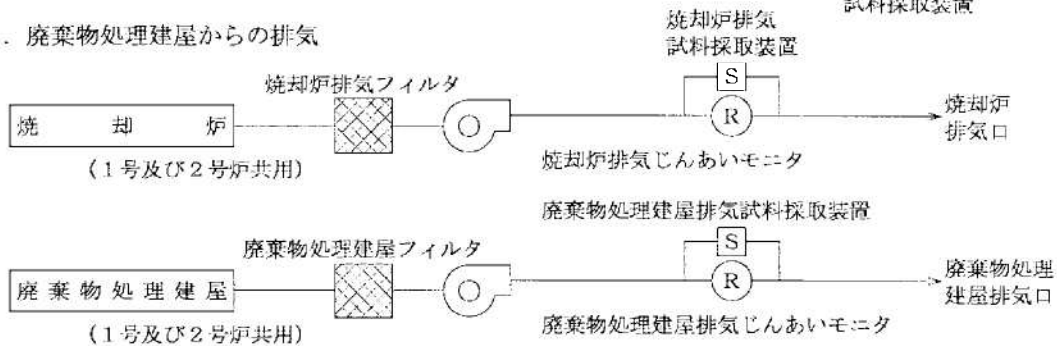 試料採取装置
．廃棄物処理建屋からの排気
焼却炉排気
試料採取装置
焼却炉排気フィルタ
S
焼却炉
R
焼却炉
排気口
（１号及び２号炉共用）
焼却炉排気じんあいモニタ
廃棄物処理建屋排気試料採取装置
廃棄物処理建屋フィルタ
S
廃棄物処理建屋
R
廃棄物処理
建屋排気口
（１号及び２号炉共用）
廃棄物処理建屋排気じんあいモニタ